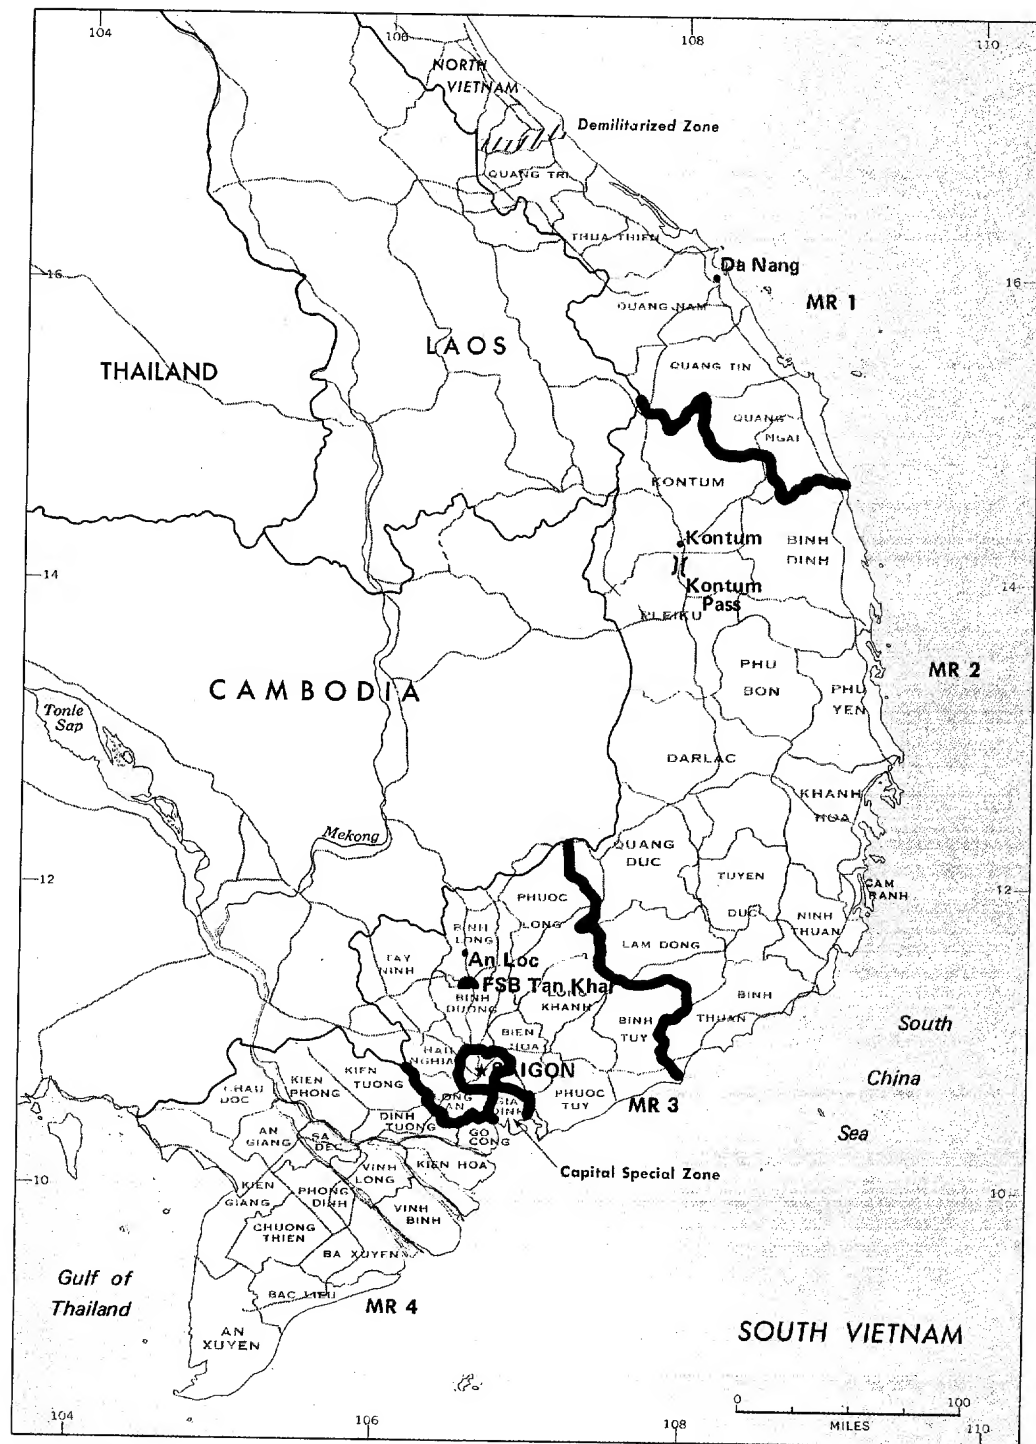 104
106
108
110
NORTH
VIETNAM
Demilitarized Zone
QUANG TRI
THUA THIEN
Da Nang
16
16
MR 1
QUANG NAM
LAOS
THAILAND
QUANG TIN
QUANG
NGAI
KONTUM
Kontum
BINH
DINH
14
14
Kontum
Pass
PLEIKU
PHU
BON
MR 2
CAMBODIA
PHU
YEN
Tonle
Sap
DARLAC
KHANH
HOA
Mekong
QUANG
DUC
12
12
TUYEN
DUC
CAM
RANH
PHUOC
LONG
NINH
THUAN
BINH
LONG
LAM DONG
An Loc
TAY
NINH
FSB Tan Khai
BINH
DUONG
LONG
KHANH
BINH
THUAN
BINH
TUY
BIEN
HOA
South
China
Sea
HAU
NGHIA
SAIGON
KIEN
TUONG
KIEN
PHONG
CHAU
DOC
LONG
AN
GIA
DINH
PHUOC
TUY
MR 3
DINH
TUONG
GO
CONG
AN
GIANG
SA
DEC
VINH
LONG
KIEN HOA
Capital Special Zone
10
10
KIEN
GIANG
PHONG
DINH
VINH
BINH
CHUONG
THIEN
BA XUYEN
Gulf of
Thailand
BAC LIEU
MR 4
AN
XUYEN
SOUTH VIETNAM
0
100
MILES
104
106
108
110